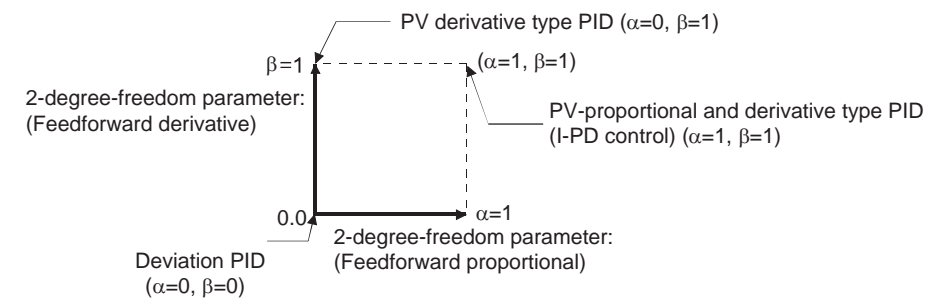 PV derivative type PID (α=0, β=1)
β=1
(α=1, β=1)
2-degree-freedom parameter:
(Feedforward derivative)
PV-proportional and derivative type PID
(I-PD control) (α=1, β=1)
0.0
α=1
2-degree-freedom parameter:
(Feedforward proportional)
Deviation PID
(α=0, β=0)